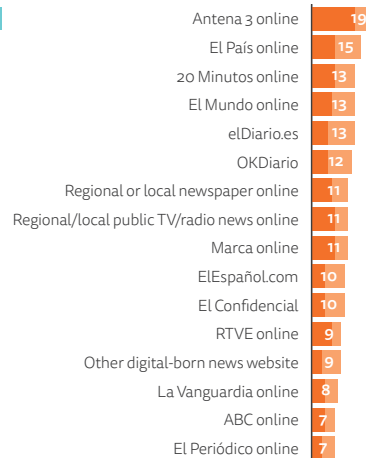 Antena 3 online 19
El País online 15
20 Minutos online 13
El Mundo online 13
elDiario.es 13
OKDiario 12
Regional or local newspaper online 11
Regional/local public TV/radio news online 11
Marca online 11
ElEspañol.com 10
El Confidencial 10
RTVE online 9
Other digital-born news website 9
La Vanguardia online 8
ABC online 7
El Periódico online 7